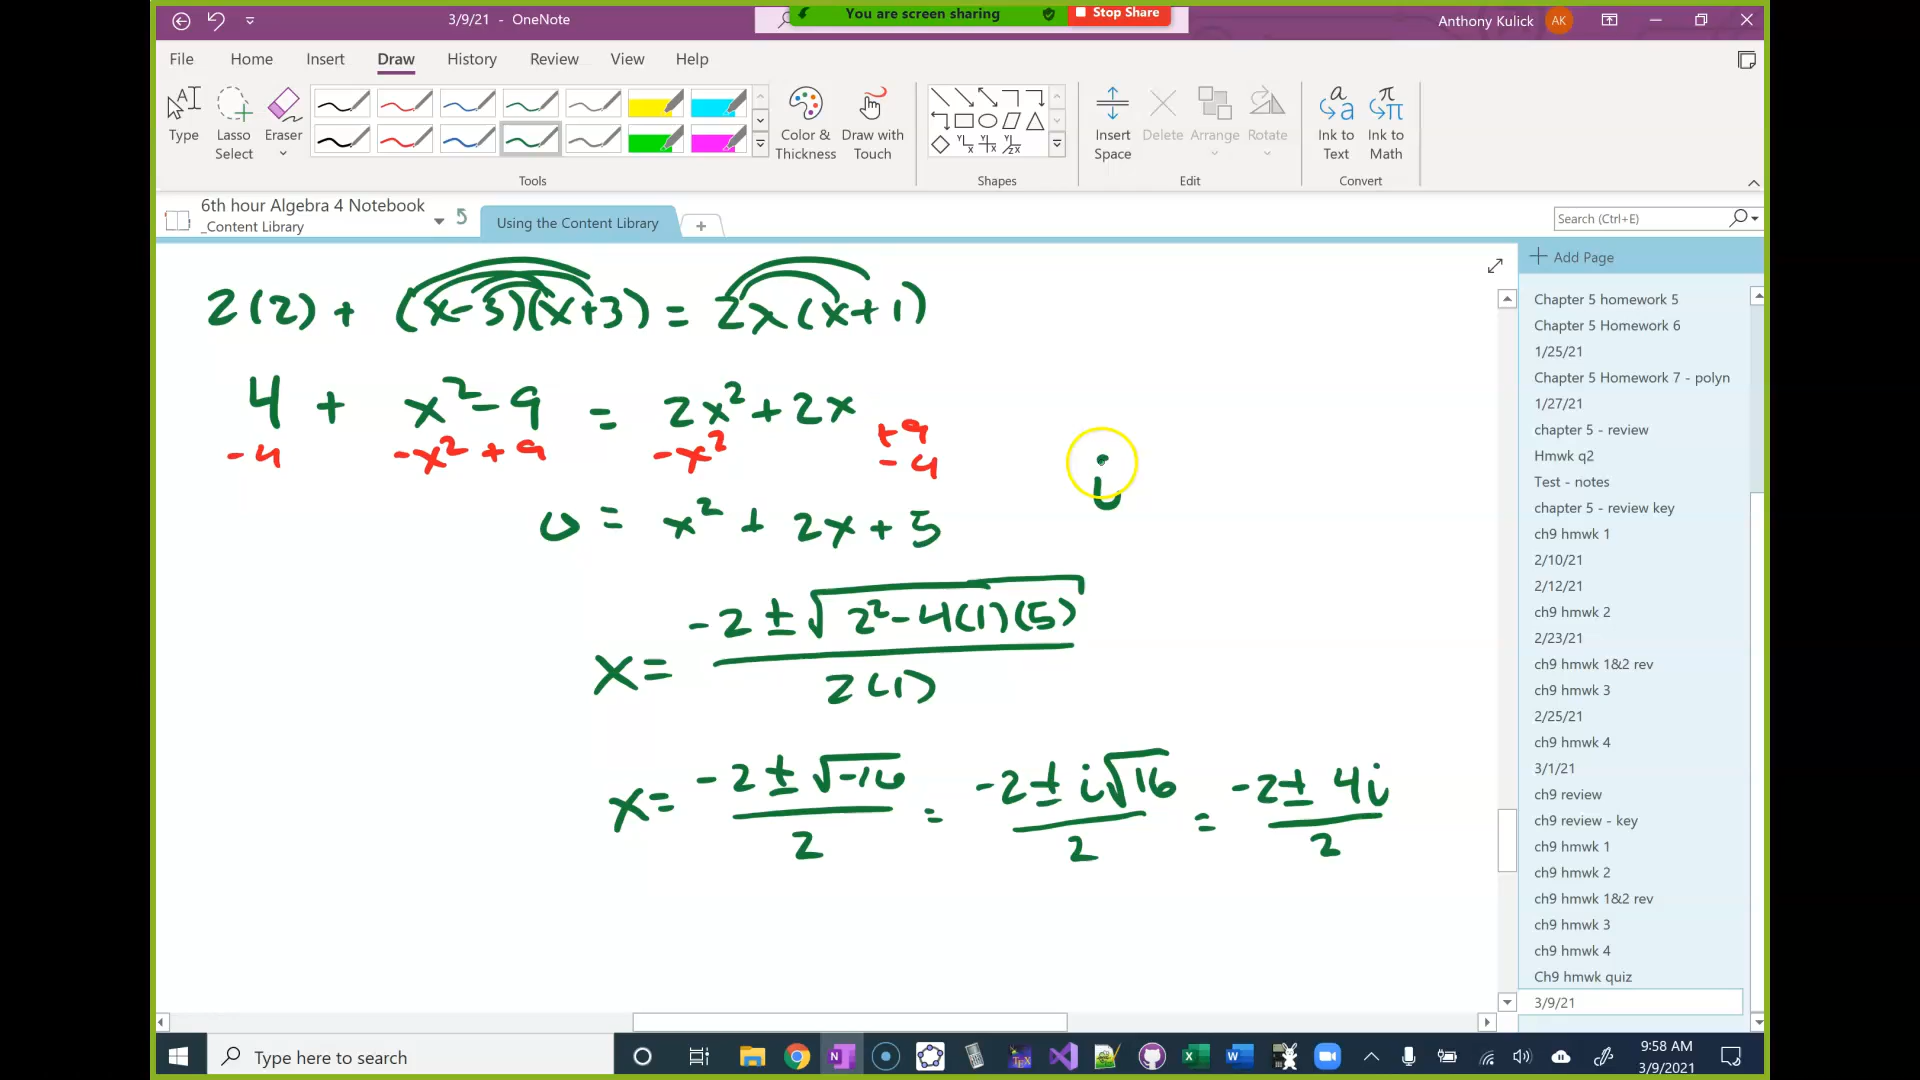 3/9/21 - OneNote
You are screen sharing
Stop Share
Anthony Kulick
AK
File Home Insert Draw History Review View Help
Type
Lasso Select
Eraser
Color & Thickness
Draw with Touch
Insert Space
Delete
Arrange
Rotate
Ink to Text
Ink to Math
Tools
Shapes
Edit
Convert
6th hour Algebra 4 Notebook
_Content Library
Using the Content Library
Search (Ctrl+E)
2(2) + (x-3)(x+3) = 2x(x+1)
4 + x²-9 = 2x²+2x
-4 -x²+9 -x² +9
-4
i
0 = x² + 2x + 5
x = (-2 ± √(2²-4(1)(5))) / 2(1)
x = (-2 ± √-16) / 2 = (-2 ± i√16) / 2 = (-2 ± 4i) / 2
Add Page
Chapter 5 homework 5
Chapter 5 Homework 6
1/25/21
Chapter 5 Homework 7 - polyn
1/27/21
chapter 5 - review
Hmwk q2
Test - notes
chapter 5 - review key
ch9 hmwk 1
2/10/21
2/12/21
ch9 hmwk 2
2/23/21
ch9 hmwk 1&2 rev
ch9 hmwk 3
2/25/21
ch9 hmwk 4
3/1/21
ch9 review
ch9 review - key
ch9 hmwk 1
ch9 hmwk 2
ch9 hmwk 1&2 rev
ch9 hmwk 3
ch9 hmwk 4
Ch9 hmwk quiz
3/9/21
Type here to search
9:58 AM
3/9/2021